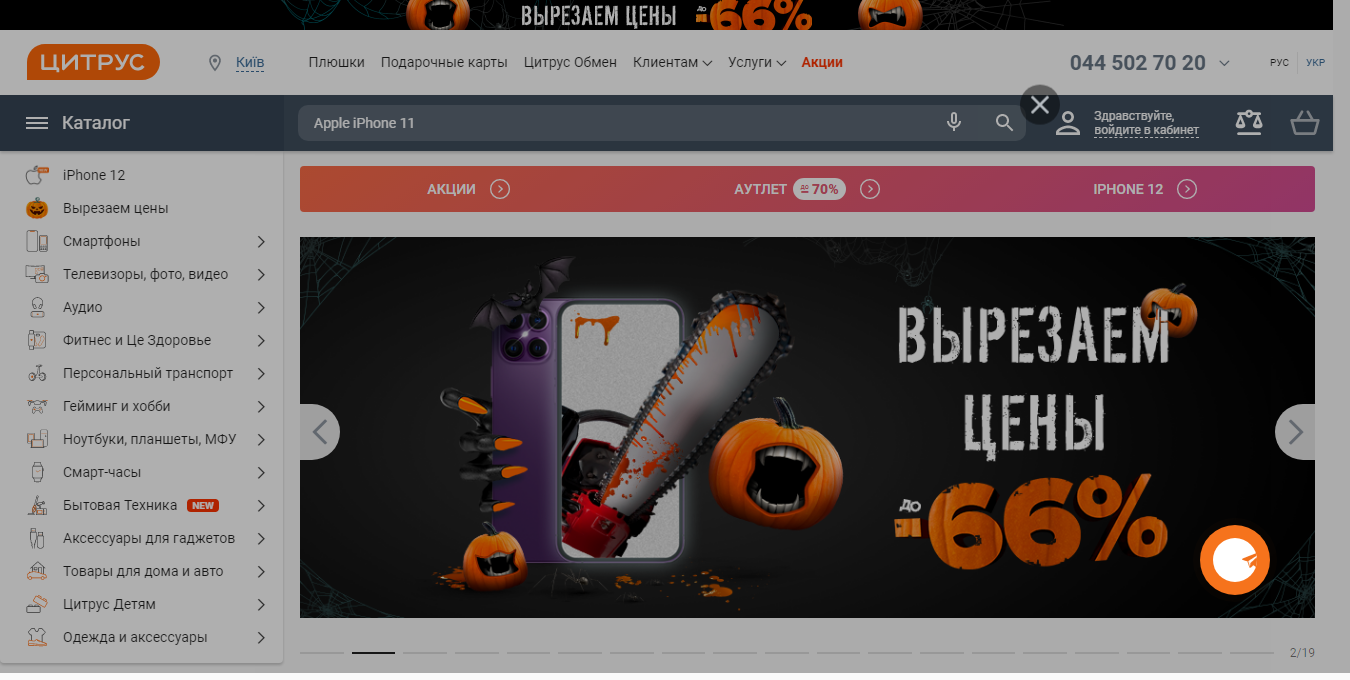 ВЫРЕЗАЕМ ЦЕНЫ ДО -66%
ЦИТРУС
Київ
Плюшки
Подарочные карты
Цитрус Обмен
Клиентам
Услуги
Акции
044 502 70 20
РУС
УКР
Каталог
Apple iPhone 11
Здравствуйте,
войдите в кабинет
iPhone 12
Вырезаем цены
Смартфоны
Телевизоры, фото, видео
Аудио
Фитнес и Це Здоровье
Персональный транспорт
Гейминг и хобби
Ноутбуки, планшеты, МФУ
Смарт-часы
Бытовая Техника NEW
Аксессуары для гаджетов
Товары для дома и авто
Цитрус Детям
Одежда и аксессуары
АКЦИИ
АУТЛЕТ ДО -70%
IPHONE 12
ВЫРЕЗАЕМ
ЦЕНЫ
ДО
-66%
2/19